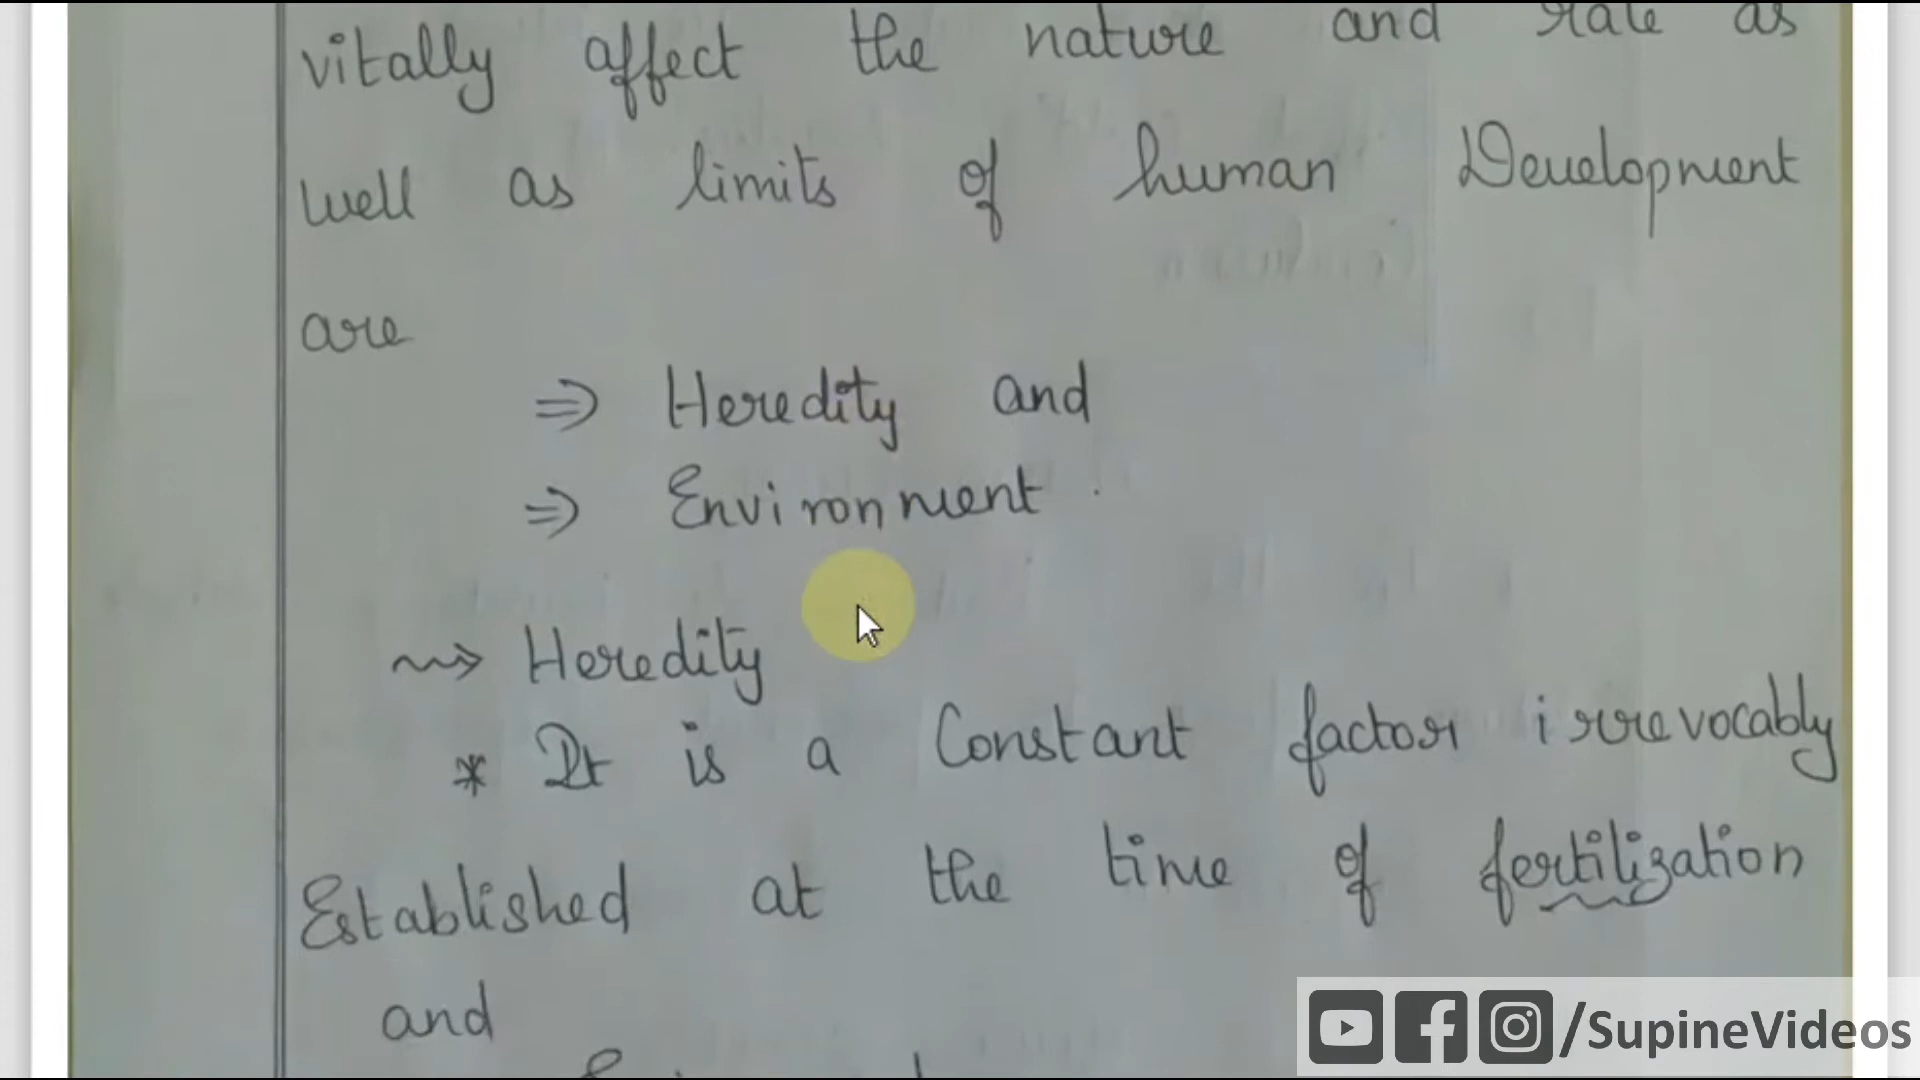 vitally affect the nature and rate as
well as limits of human Development
are
⇒ Heredity and
⇒ Environment.
⇝ Heredity
* It is a Constant factor irrevocably
Established at the time of fertilization
and
/SupineVideos